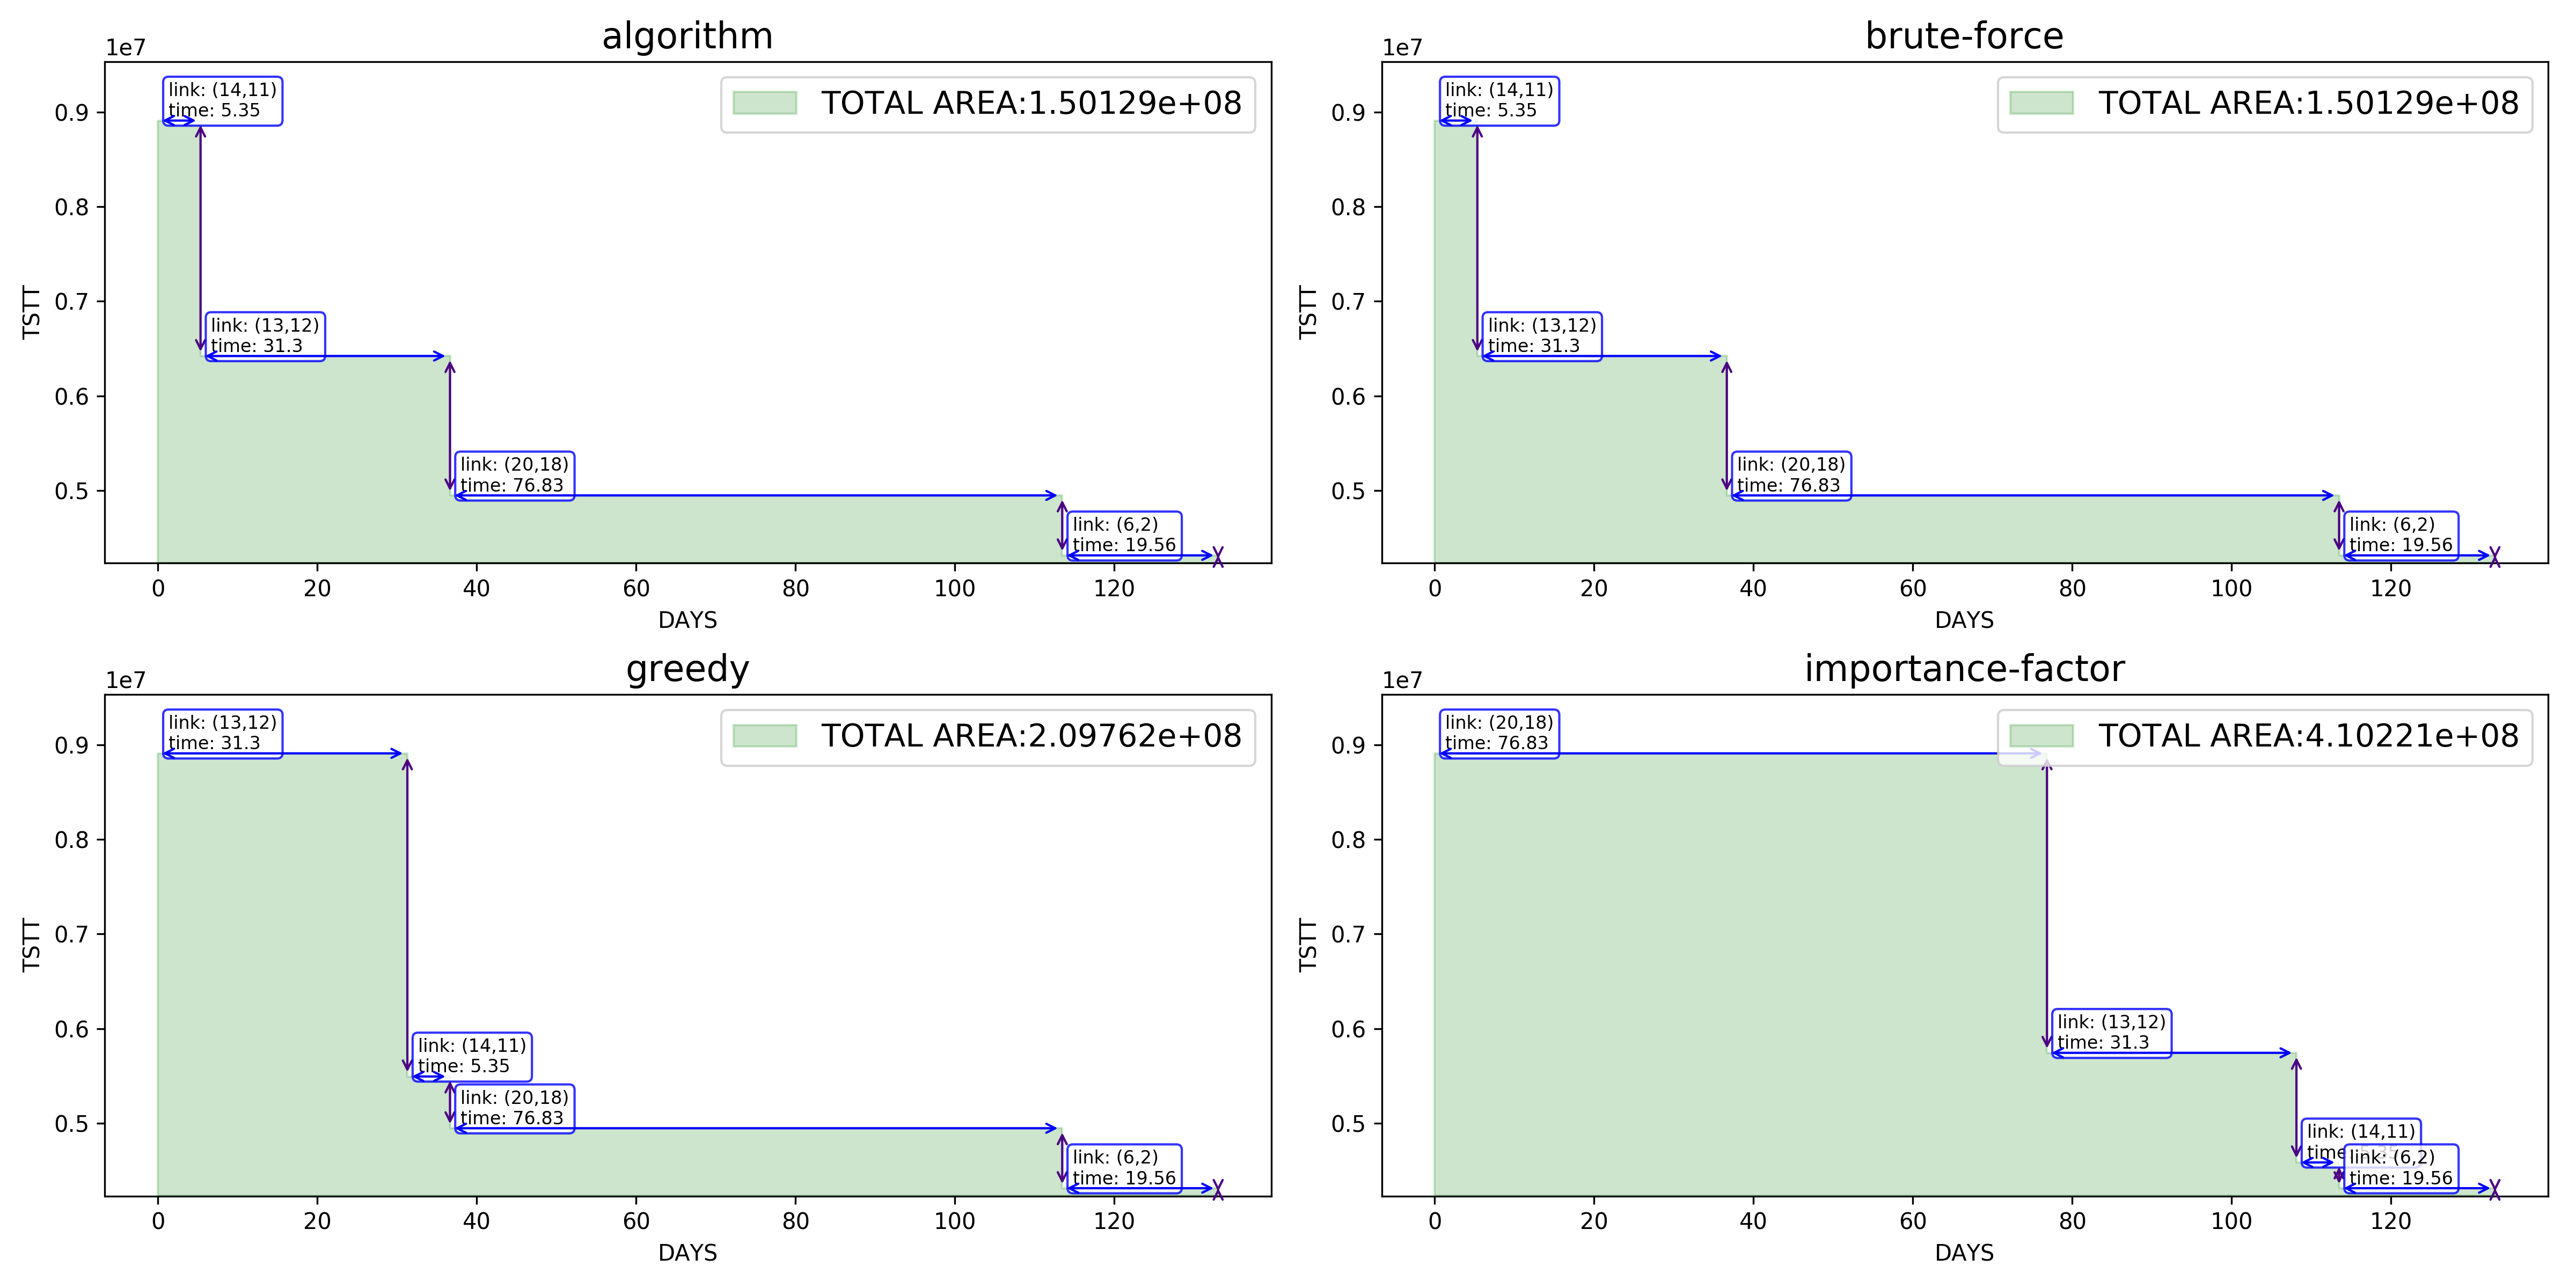 algorithm
1e7
TOTAL AREA:1.50129e+08
link: (14,11)
time: 5.35
link: (13,12)
time: 31.3
link: (20,18)
time: 76.83
link: (6,2)
time: 19.56
0.9
0.8
0.7
0.6
0.5
TSTT
0 20 40 60 80 100 120
DAYS
brute-force
1e7
TOTAL AREA:1.50129e+08
link: (14,11)
time: 5.35
link: (13,12)
time: 31.3
link: (20,18)
time: 76.83
link: (6,2)
time: 19.56
0.9
0.8
0.7
0.6
0.5
TSTT
0 20 40 60 80 100 120
DAYS
greedy
1e7
TOTAL AREA:2.09762e+08
link: (13,12)
time: 31.3
link: (14,11)
time: 5.35
link: (20,18)
time: 76.83
link: (6,2)
time: 19.56
0.9
0.8
0.7
0.6
0.5
TSTT
0 20 40 60 80 100 120
DAYS
importance-factor
1e7
TOTAL AREA:4.10221e+08
link: (20,18)
time: 76.83
link: (13,12)
time: 31.3
link: (14,11)
link: (6,2)
time: 19.56
0.9
0.8
0.7
0.6
0.5
TSTT
0 20 40 60 80 100 120
DAYS